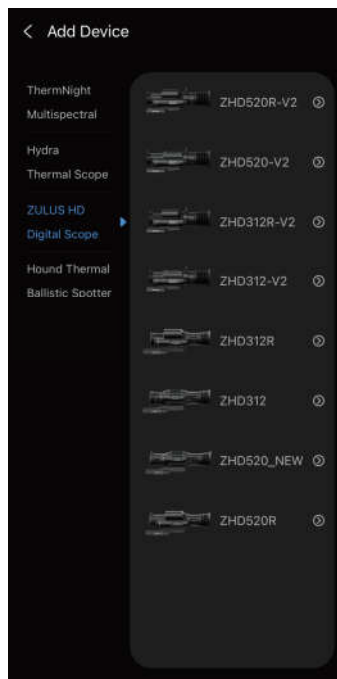 Add Device
ThermNight
Multispectral
Hydra
Thermal Scope
ZULUS HD
Digital Scope
Hound Thermal
Ballistic Spotter
ZHD520R-V2
ZHD520-V2
ZHD312R-V2
ZHD312-V2
ZHD312R
ZHD312
ZHD520_NEW
ZHD520R